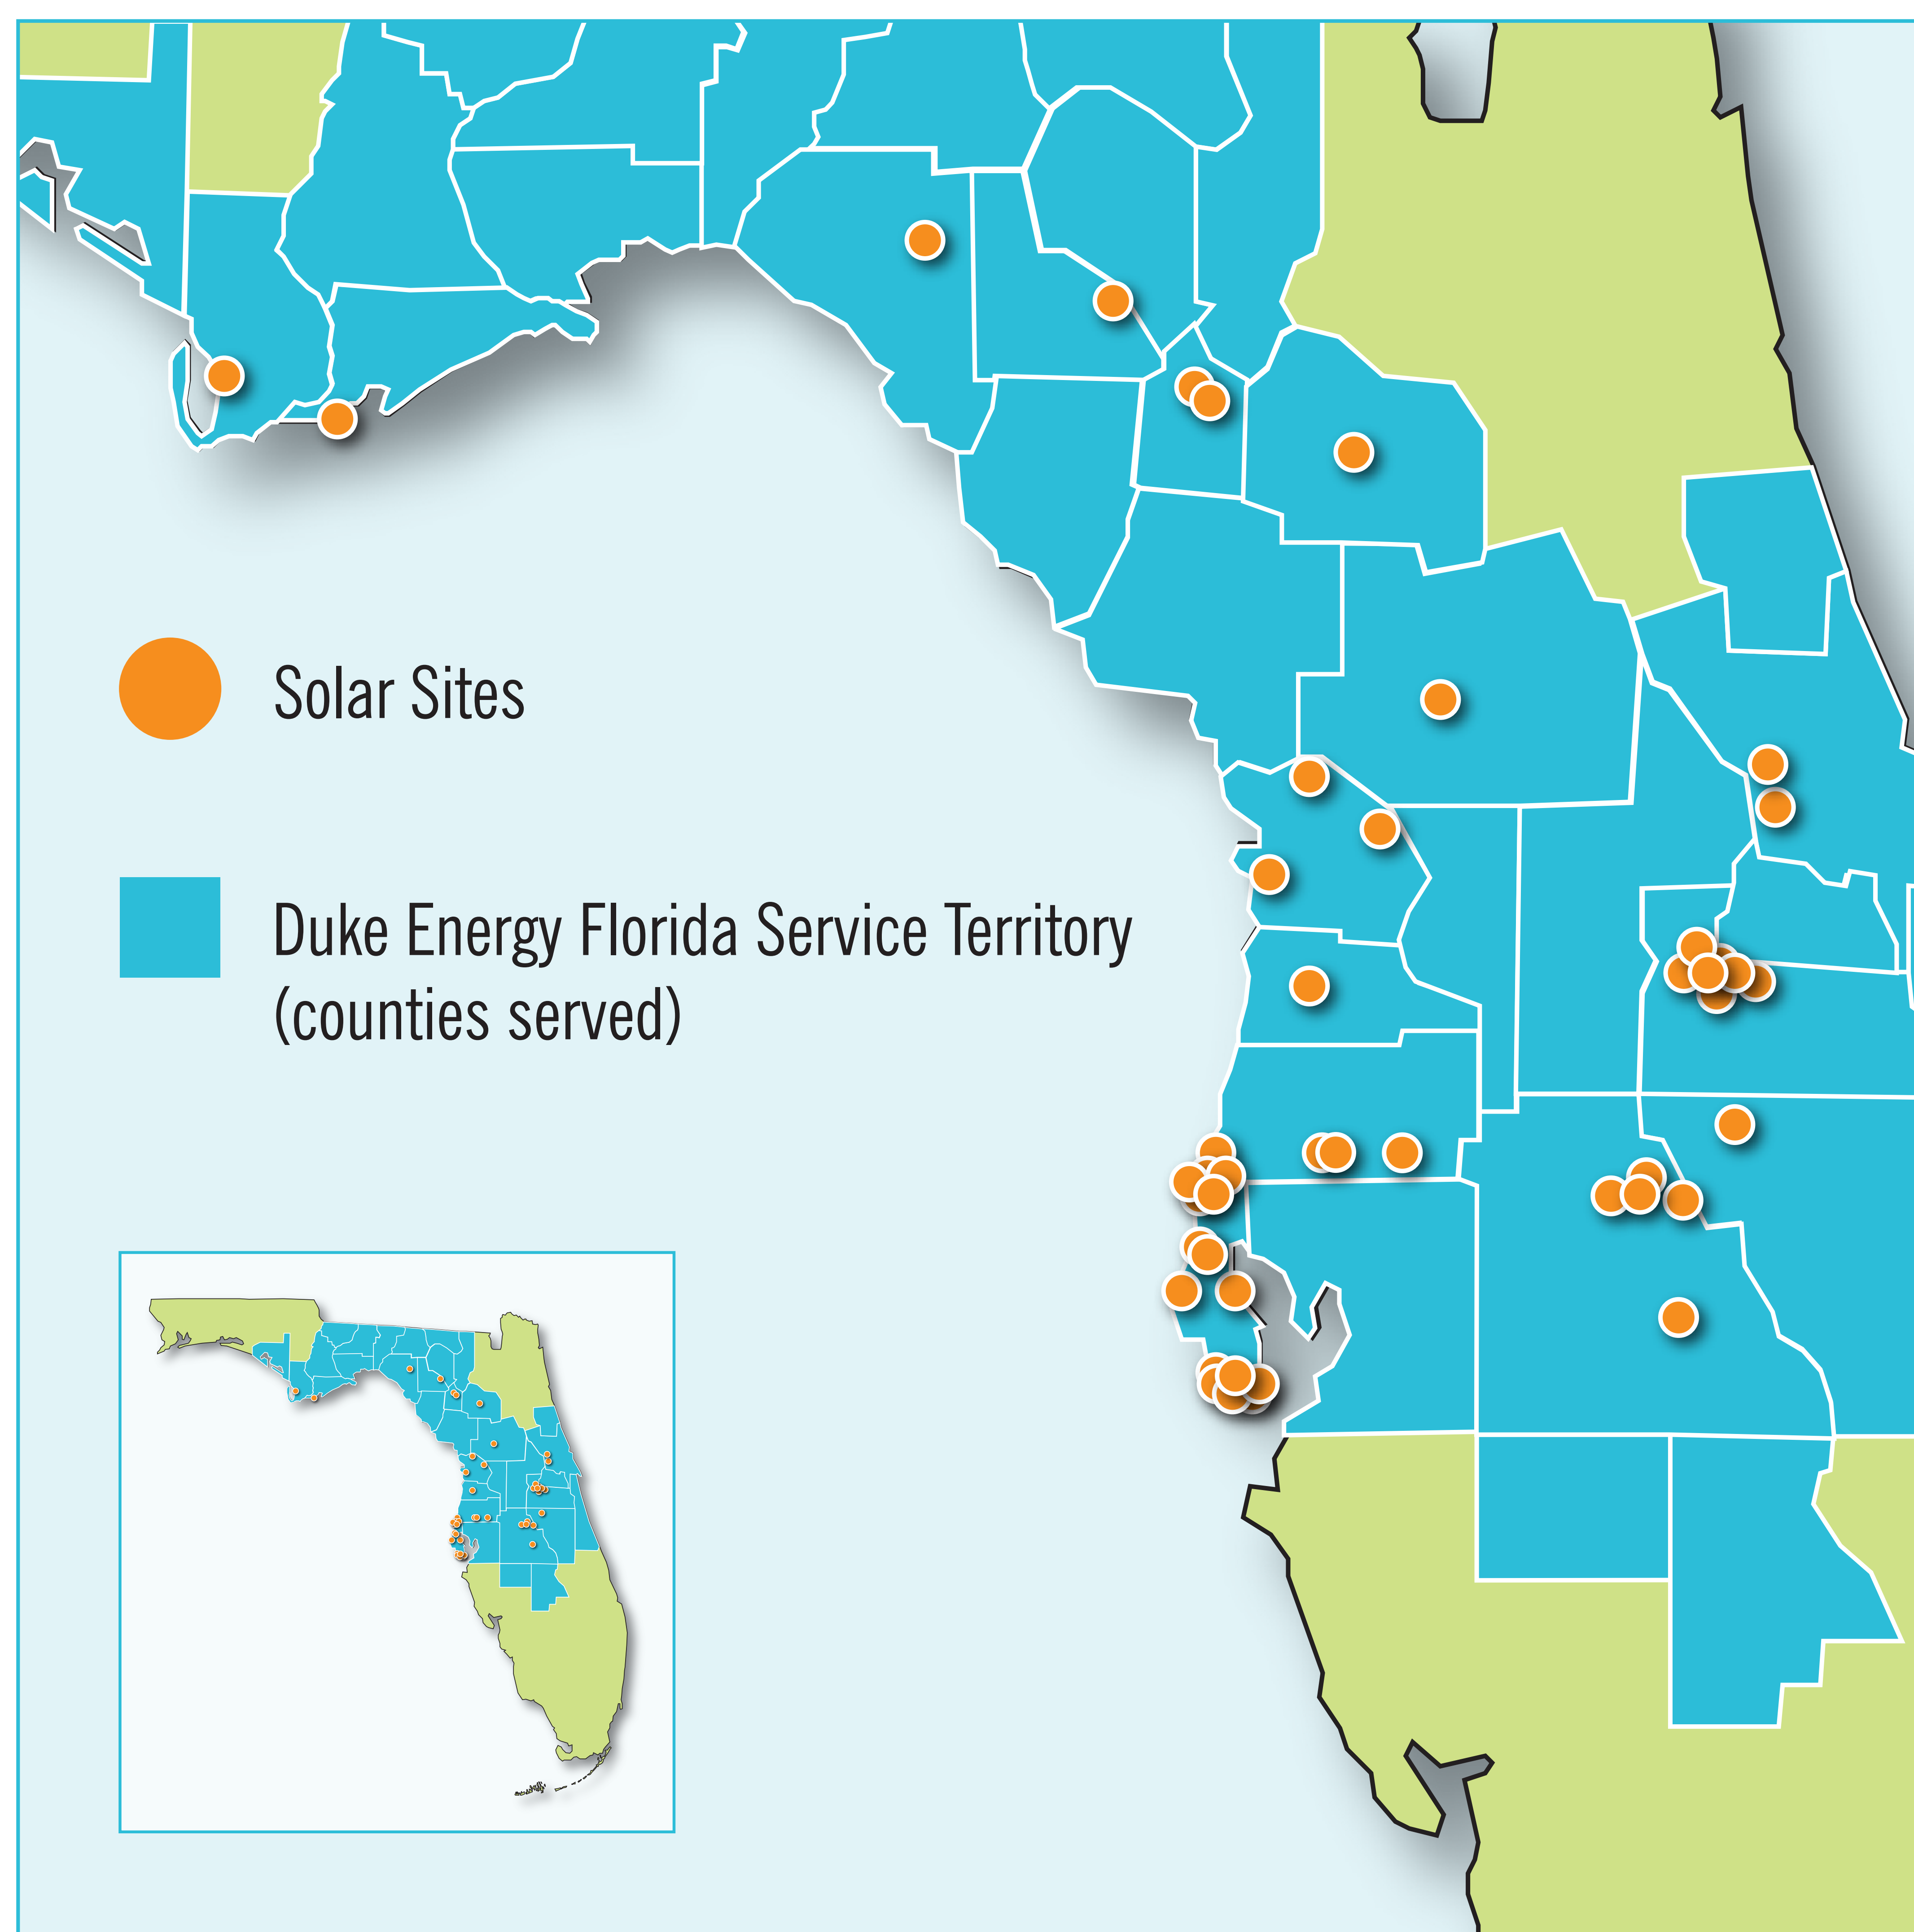 Solar Sites
Duke Energy Florida Service Territory
(counties served)